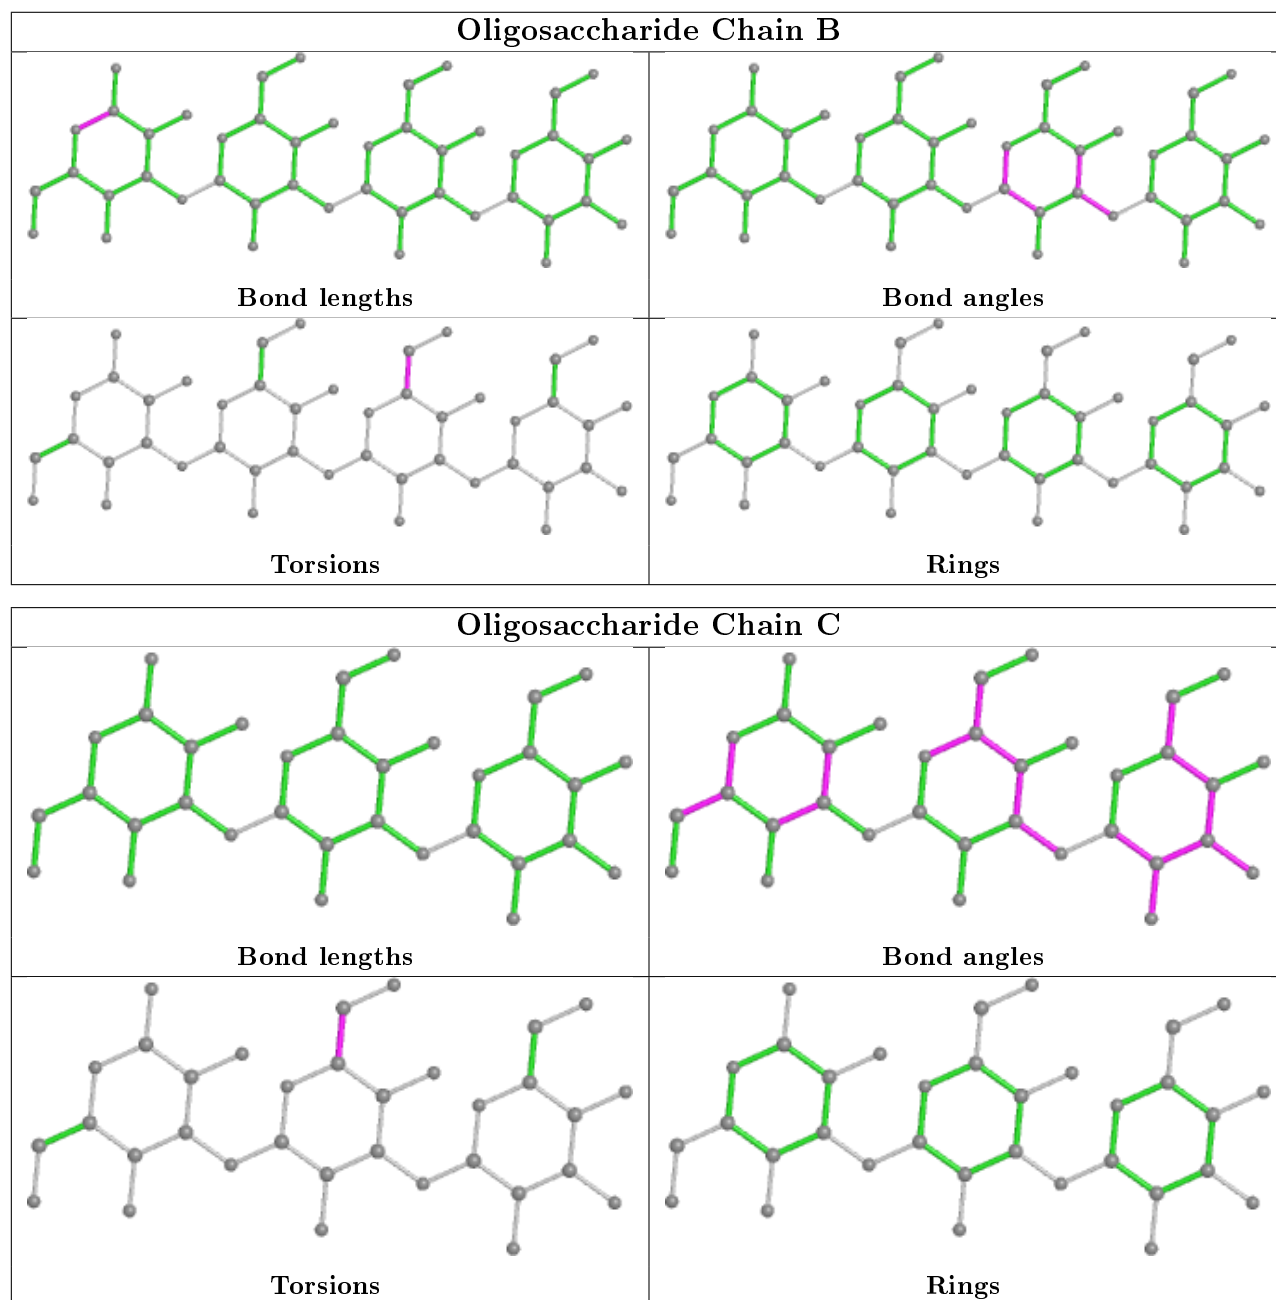 Oligosaccharide Chain B
Bond lengths
Bond angles
Torsions
Rings
Oligosaccharide Chain C
Bond lengths
Bond angles
Torsions
Rings